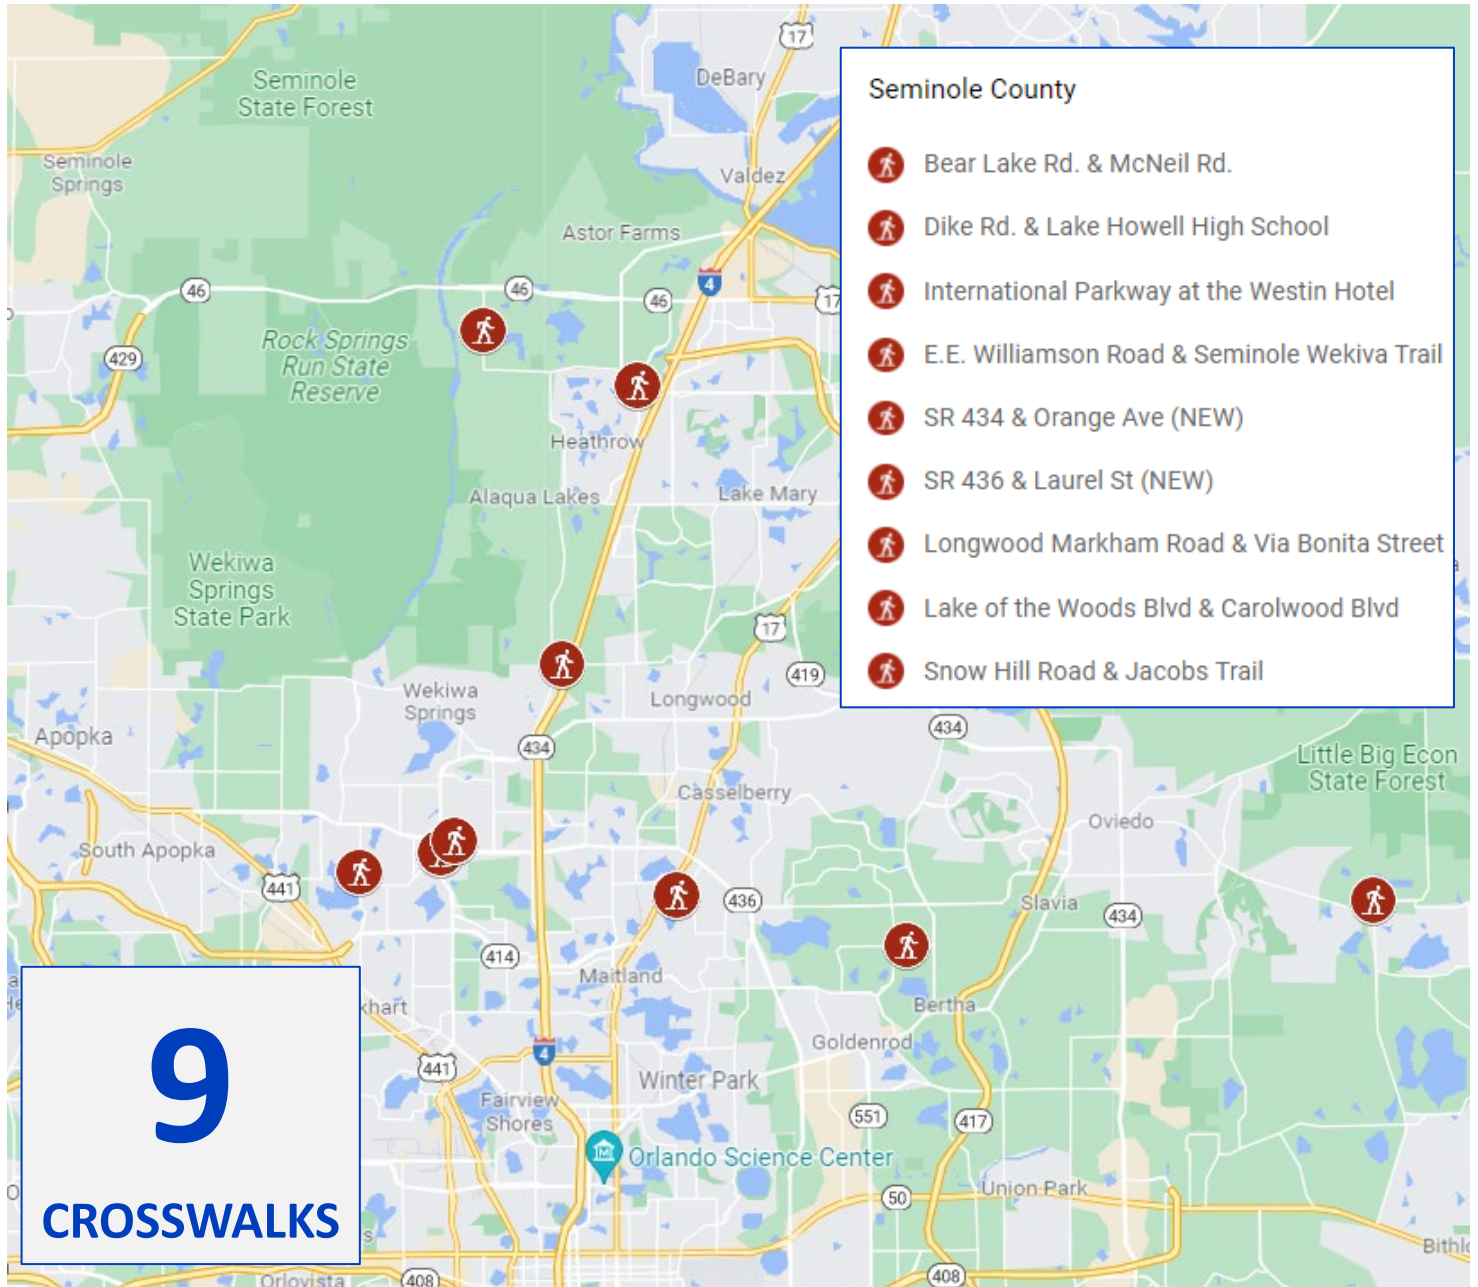 17
DeBary
Seminole
State Forest
Seminole
Springs
Valdez
Astor Farms
46
46
46
4
17
429
Rock Springs
Run State
Reserve
Heathrow
Alaqua Lakes
Lake Mary
Wekiwa
Springs
State Park
17
419
Wekiwa
Springs
Longwood
Apopka
434
434
Little Big Econ
State Forest
Casselberry
Oviedo
South Apopka
441
436
Slavia
434
414
Maitland
Bertha
khart
Goldenrod
4
441
Winter Park
Fairview
Shores
551
417
Orlando Science Center
50
Union Park
Bithl
Orlovista
408
408
Seminole County
Bear Lake Rd. & McNeil Rd.
Dike Rd. & Lake Howell High School
International Parkway at the Westin Hotel
E.E. Williamson Road & Seminole Wekiva Trail
SR 434 & Orange Ave (NEW)
SR 436 & Laurel St (NEW)
Longwood Markham Road & Via Bonita Street
Lake of the Woods Blvd & Carolwood Blvd
Snow Hill Road & Jacobs Trail
9
CROSSWALKS